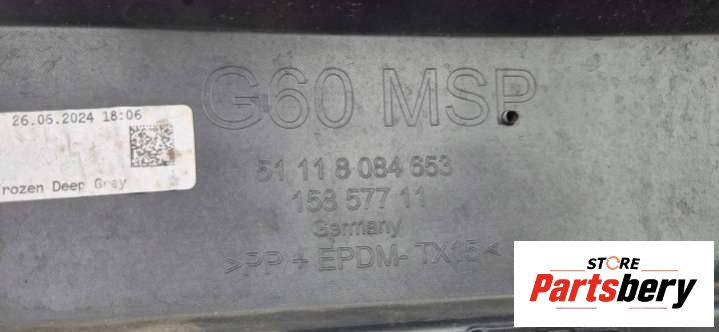 G60 MSP
26.06.2024 18:06
51 11 8 084 653
158 577 11
Frozen Deep Grey
Germany
>PP + EPDM- TX15<
STORE
Partsbery